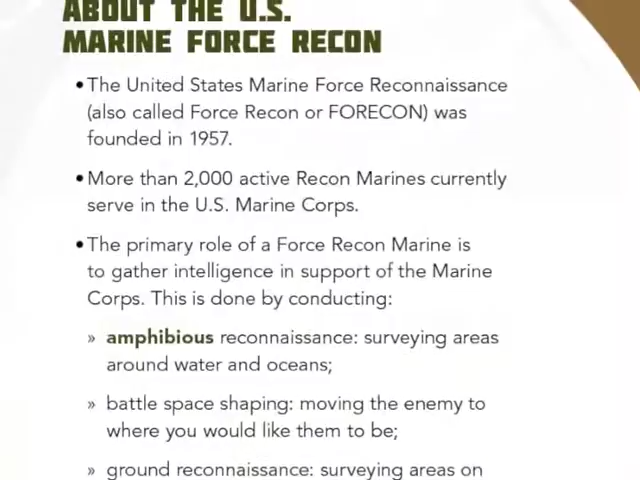 ABOUT THE U.S.
MARINE FORCE RECON
•The United States Marine Force Reconnaissance
(also called Force Recon or FORECON) was
founded in 1957.
•More than 2,000 active Recon Marines currently
serve in the U.S. Marine Corps.
•The primary role of a Force Recon Marine is
to gather intelligence in support of the Marine
Corps. This is done by conducting:
» amphibious reconnaissance: surveying areas
around water and oceans;
» battle space shaping: moving the enemy to
where you would like them to be;
» ground reconnaissance: surveying areas on